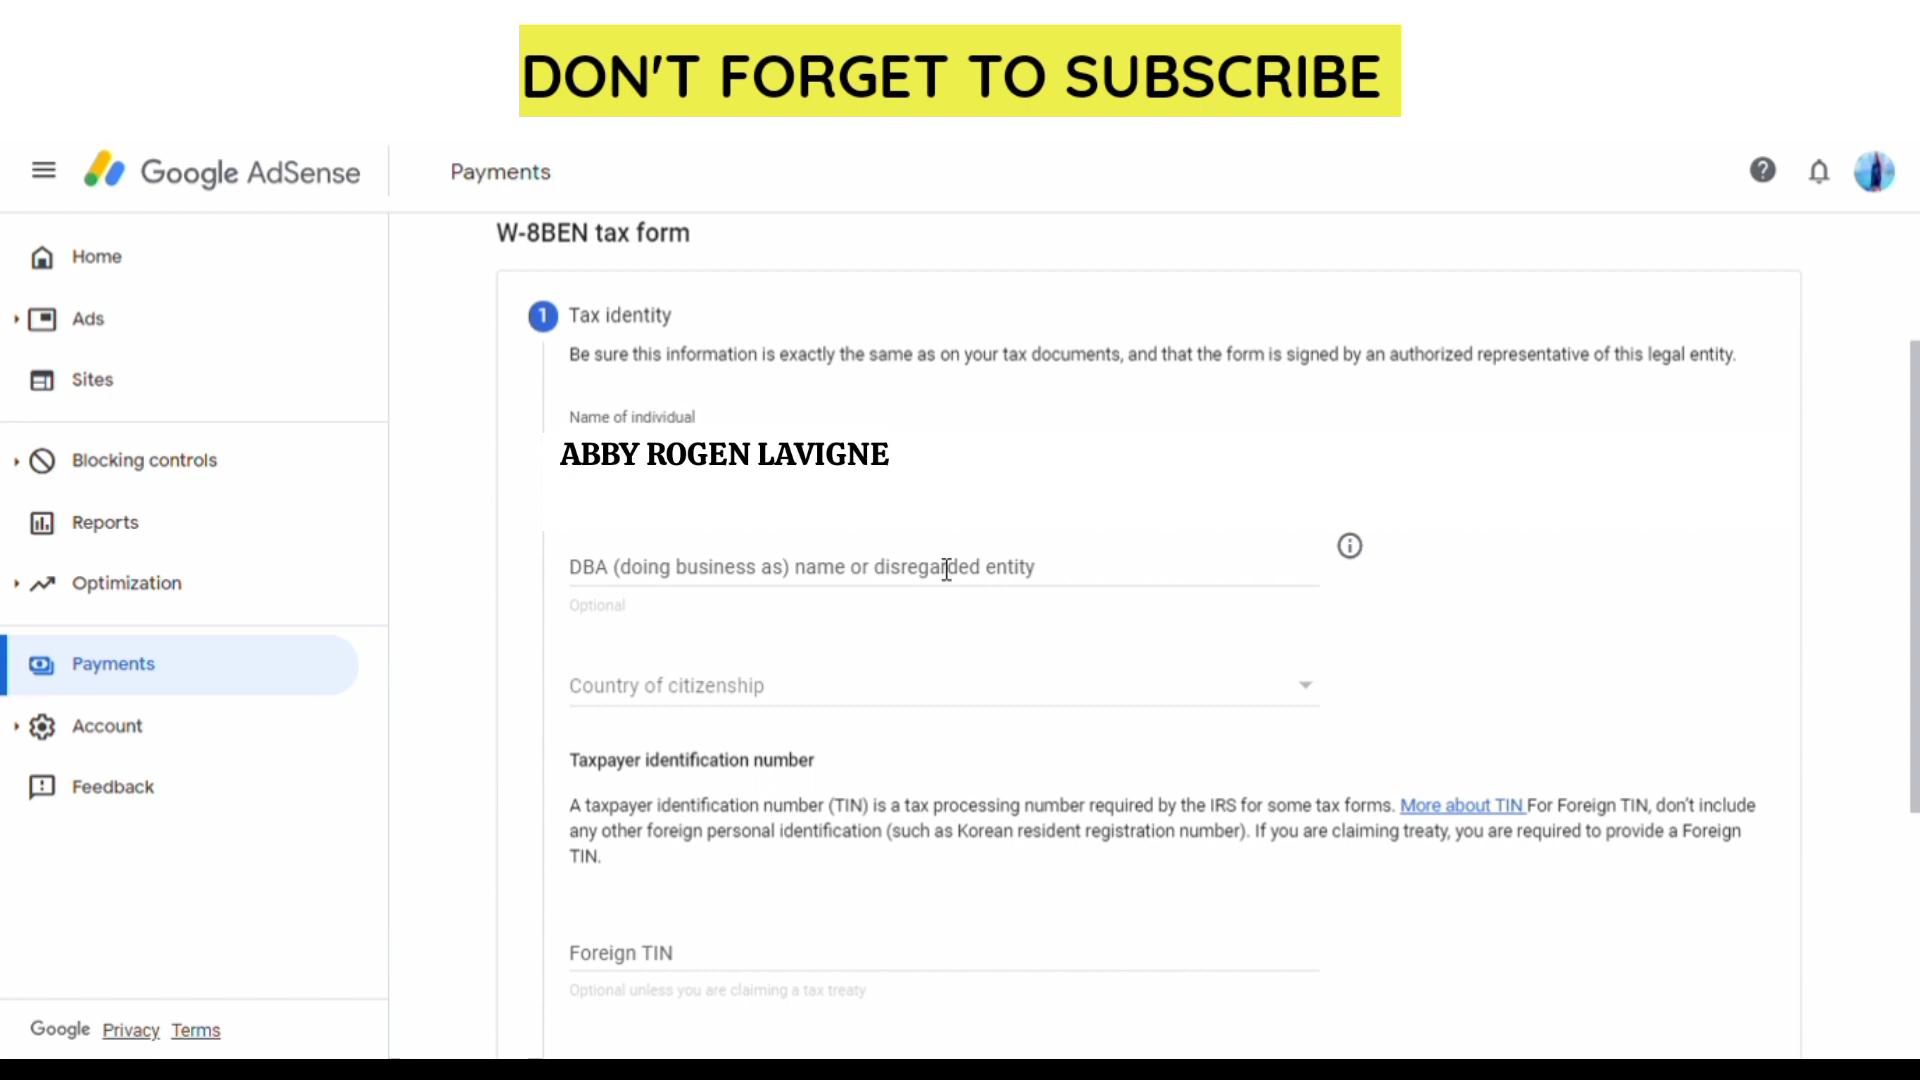 DON'T FORGET TO SUBSCRIBE
Google AdSense
Payments
W-8BEN tax form
Home
Ads
Sites
Blocking controls
Reports
Optimization
Payments
Account
Feedback
Google Privacy Terms
1 Tax identity
Be sure this information is exactly the same as on your tax documents, and that the form is signed by an authorized representative of this legal entity.
Name of individual
ABBY ROGEN LAVIGNE
DBA (doing business as) name or disregarded entity
Optional
Country of citizenship
Taxpayer identification number
A taxpayer identification number (TIN) is a tax processing number required by the IRS for some tax forms. More about TIN For Foreign TIN, don't include
any other foreign personal identification (such as Korean resident registration number). If you are claiming treaty, you are required to provide a Foreign
TIN.
Foreign TIN
Optional unless you are claiming a tax treaty